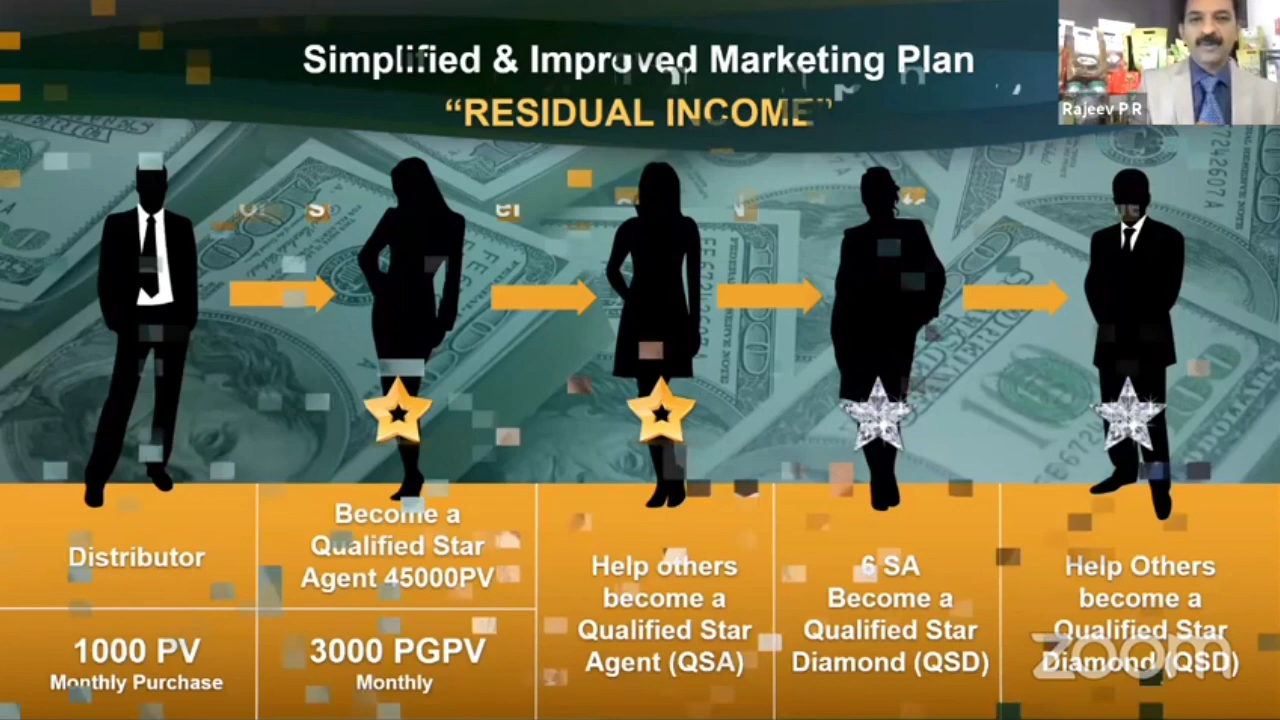 Simplified & Improved Marketing Plan
“RESIDUAL INCOME”
Rajeev P R
Distributor
1000 PV
Monthly Purchase
Become a
Qualified Star
Agent 45000PV
3000 PGPV
Monthly
Help others
become a
Qualified Star
Agent (QSA)
6 SA
Become a
Qualified Star
Diamond (QSD)
Help Others
become a
Qualified Star
Diamond (QSD)
zoom